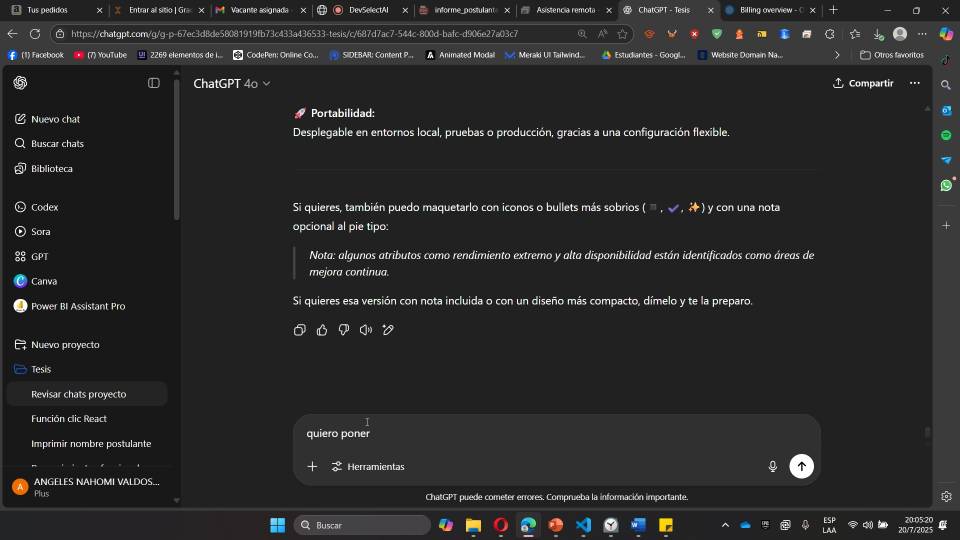 Tus pedidos
Entrar al sitio | Grac
Vacante asignada -
DevSelectAI
informe_postulante
Asistencia remota -
ChatGPT - Tesis
Billing overview - O
https://chatgpt.com/g/g-p-67ec3d8de58081919fb73c433a436533-tesis/c/687d7ac7-544c-800d-bafc-d906e27a03c7
(1) Facebook
(7) YouTube
2269 elementos de i...
CodePen: Online Co...
SIDEBAR: Content P...
Animated Modal
Meraki UI Tailwind...
Estudiantes - Googl...
Website Domain Na...
Otros favoritos
ChatGPT 4o
Compartir
Nuevo chat
Buscar chats
Biblioteca
Codex
Sora
GPT
Canva
Power BI Assistant Pro
Nuevo proyecto
Tesis
Revisar chats proyecto
Función clic React
Imprimir nombre postulante
ANGELES NAHOMI VALDOS...
Plus
🚀 Portabilidad:
Desplegable en entornos local, pruebas o producción, gracias a una configuración flexible.
Si quieres, también puedo maquetarlo con iconos o bullets más sobrios (◾, ✔️, ✨) y con una nota
opcional al pie tipo:
Nota: algunos atributos como rendimiento extremo y alta disponibilidad están identificados como áreas de
mejora continua.
Si quieres esa versión con nota incluida o con un diseño más compacto, dímelo y te la preparo.
quiero poner
Herramientas
ChatGPT puede cometer errores. Comprueba la información importante.
Buscar
ESP
LAA
20:05:20
20/7/2025